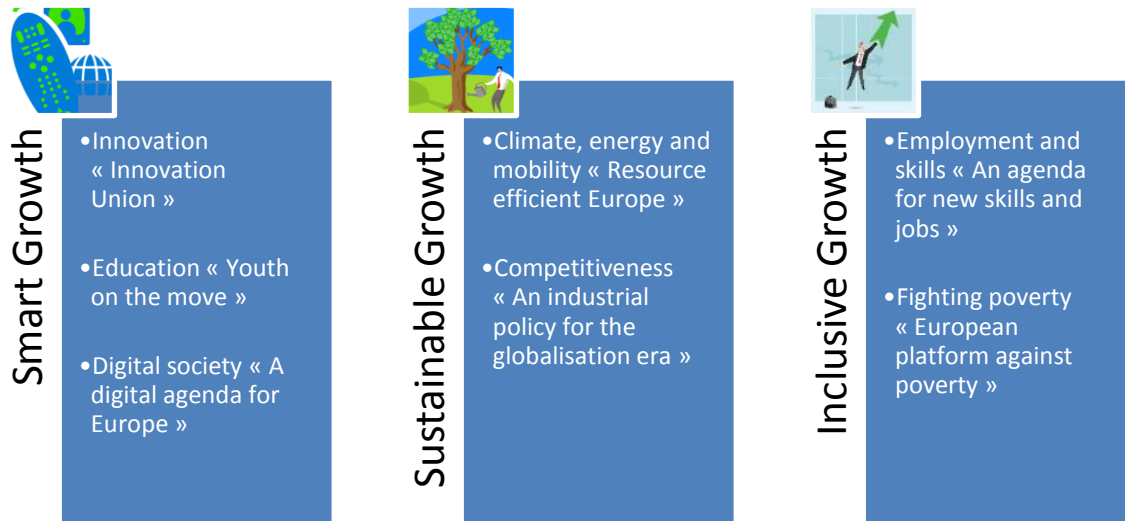 Smart Growth
•Innovation
« Innovation
Union »
•Education « Youth
on the move »
•Digital society « A
digital agenda for
Europe »
Sustainable Growth
•Climate, energy and
mobility « Resource
efficient Europe »
•Competitiveness
« An industrial
policy for the
globalisation era »
Inclusive Growth
•Employment and
skills « An agenda
for new skills and
jobs »
•Fighting poverty
« European
platform against
poverty »